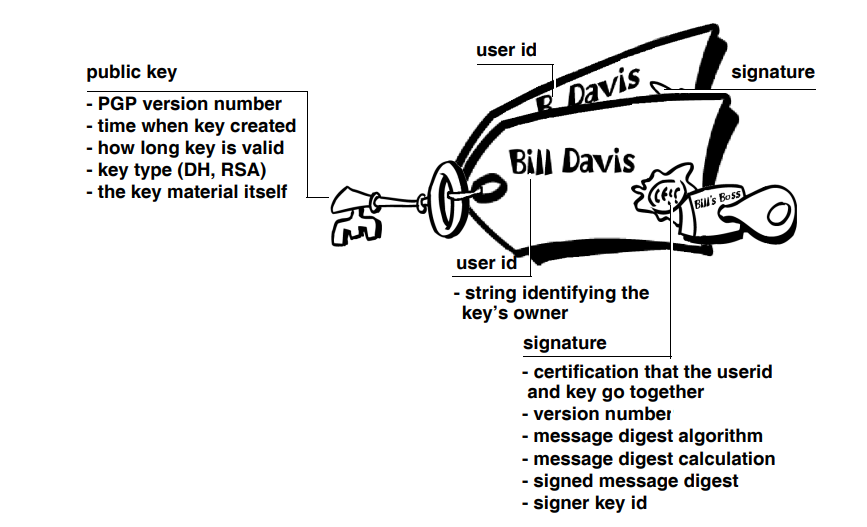 public key
- PGP version number
- time when key created
- how long key is valid
- key type (DH, RSA)
- the key material itself
user id
signature
B Davis
Bill Davis
Bill's Boss
user id
- string identifying the
key's owner
signature
- certification that the userid
and key go together
- version number
- message digest algorithm
- message digest calculation
- signed message digest
- signer key id